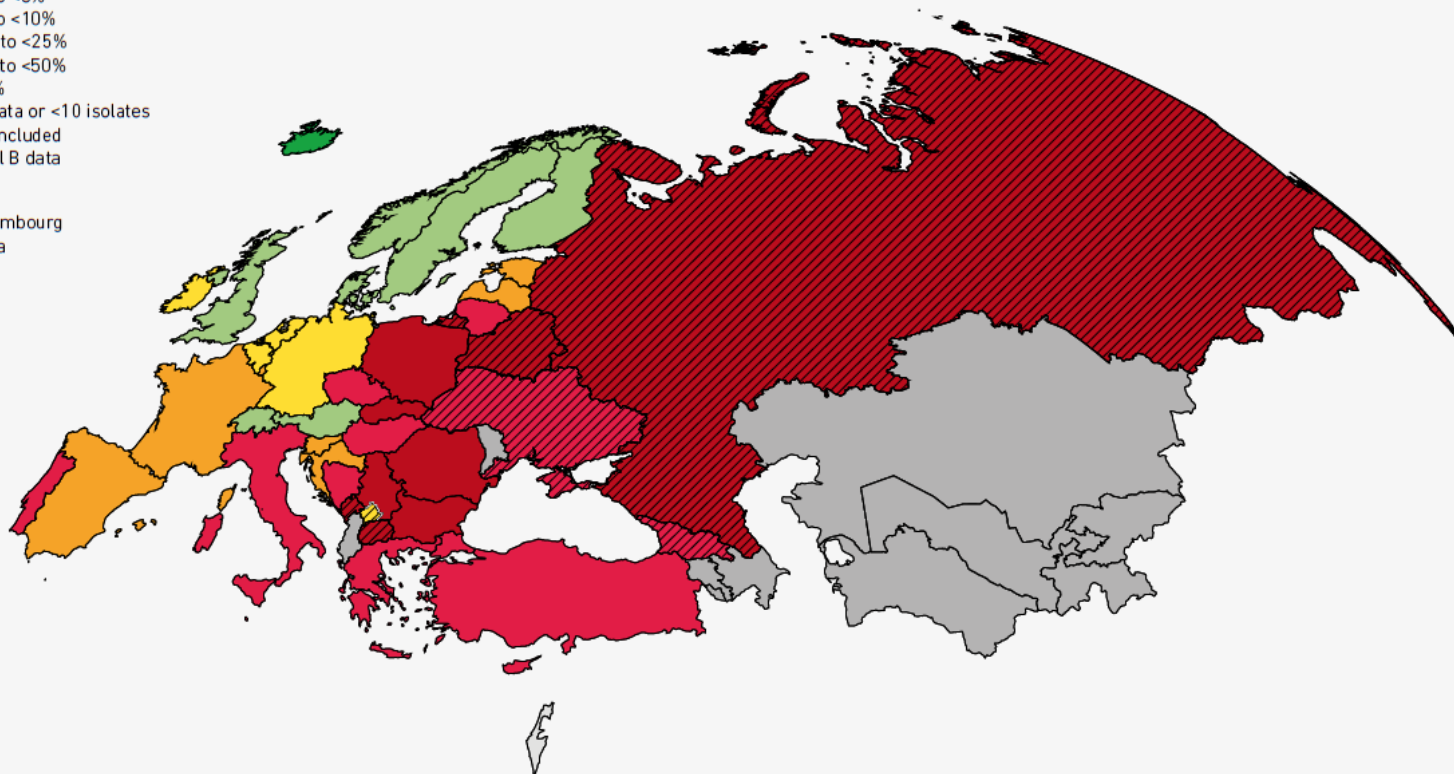 <10%
to <25%
to <50%
%
ata or <10 isolates
ncluded
l B data
mbourg
a